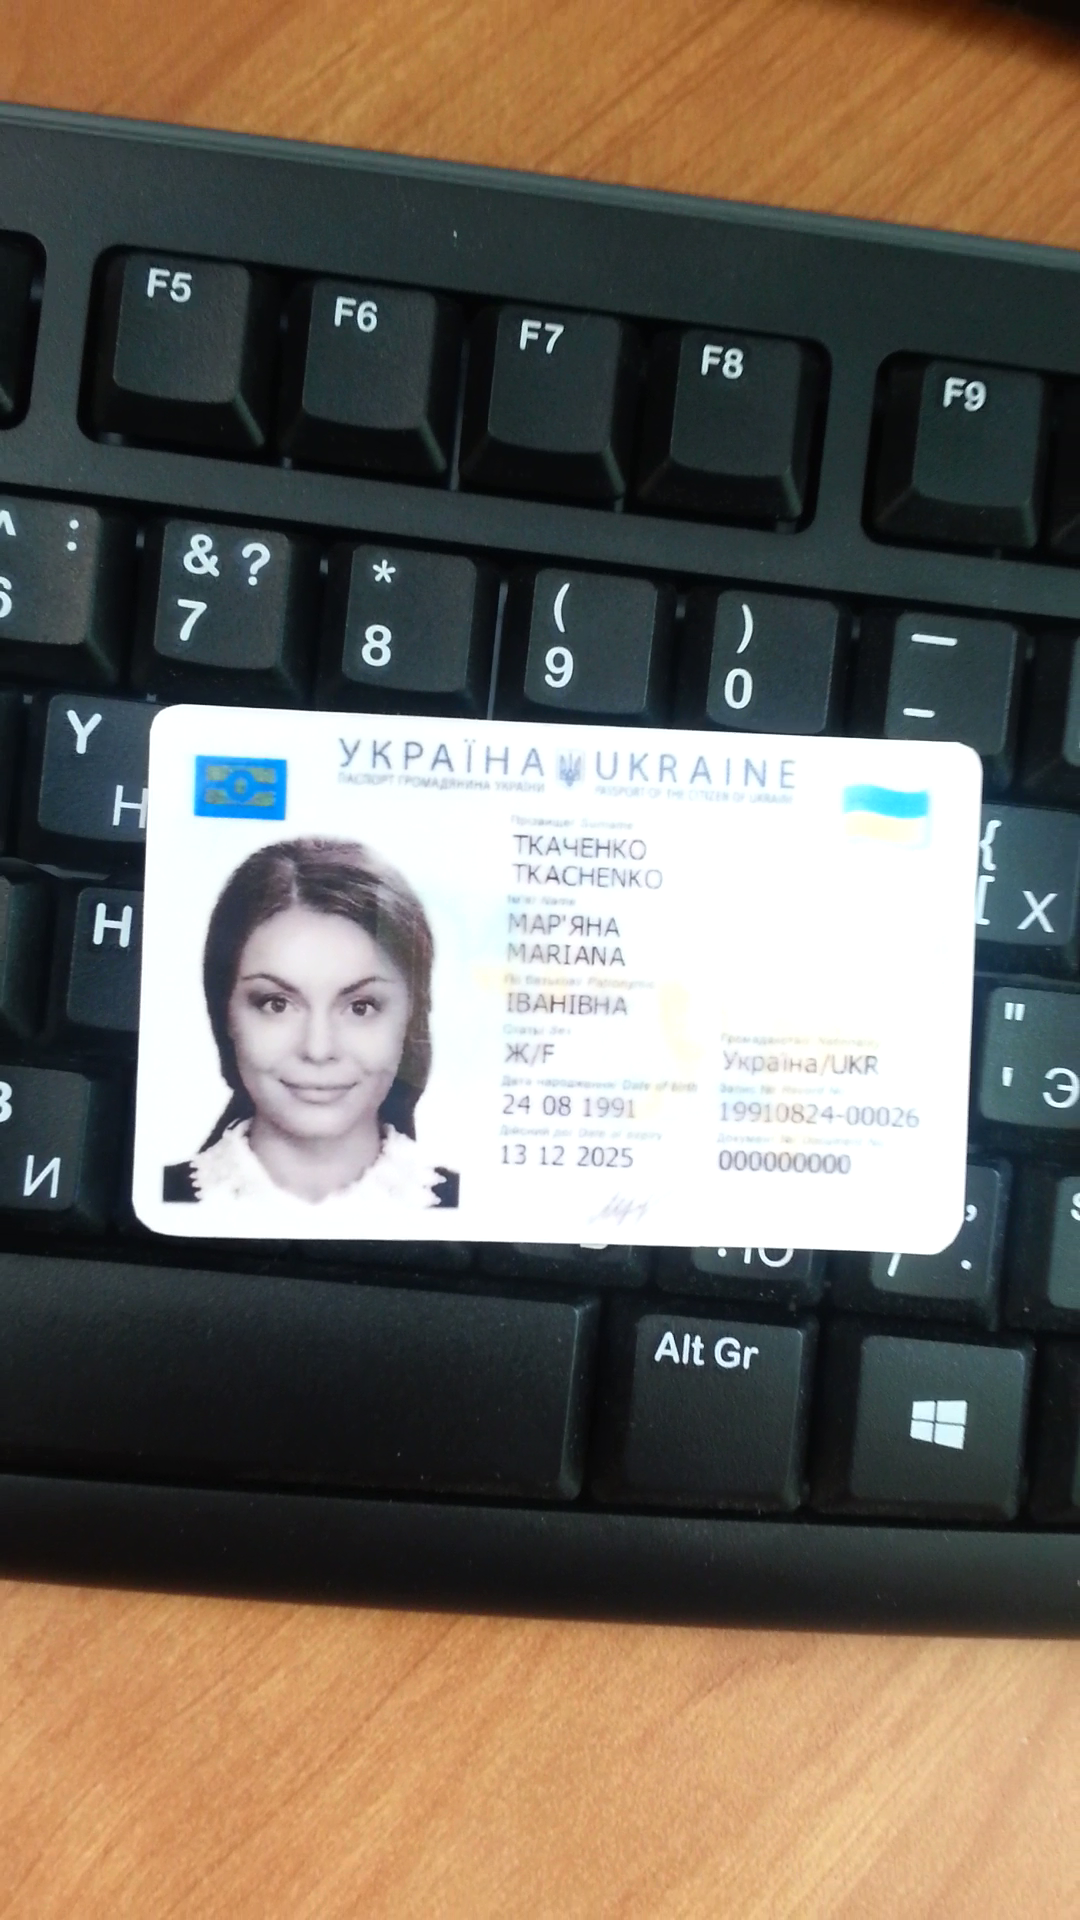 F5 F6 F7 F8 F9
^ : & ? * ( ) — 
6 7 8 9 0 –
Y
Н
УКРАЇНА UKRAINE
ПАСПОРТ ГРОМАДЯНИНА УКРАЇНИ PASSPORT OF THE CITIZEN OF UKRAINE
Прізвище/ Surname
ТКАЧЕНКО
TKACHENKO
Ім'я/ Name
МАР'ЯНА
MARIANA
По батькові/ Patronymic
ІВАНІВНА
Стать/ Sex
Ж/F
Громадянство/ Nationality
Україна/UKR
Дата народження/ Date of birth
24 08 1991
Запис №/ Record No.
19910824-00026
Дійсний до/ Date of expiry
13 12 2025
Документ №/ Document No.
000000000
{
[ Х
H
"
' Э
В
И
Ю
/ .
Alt Gr